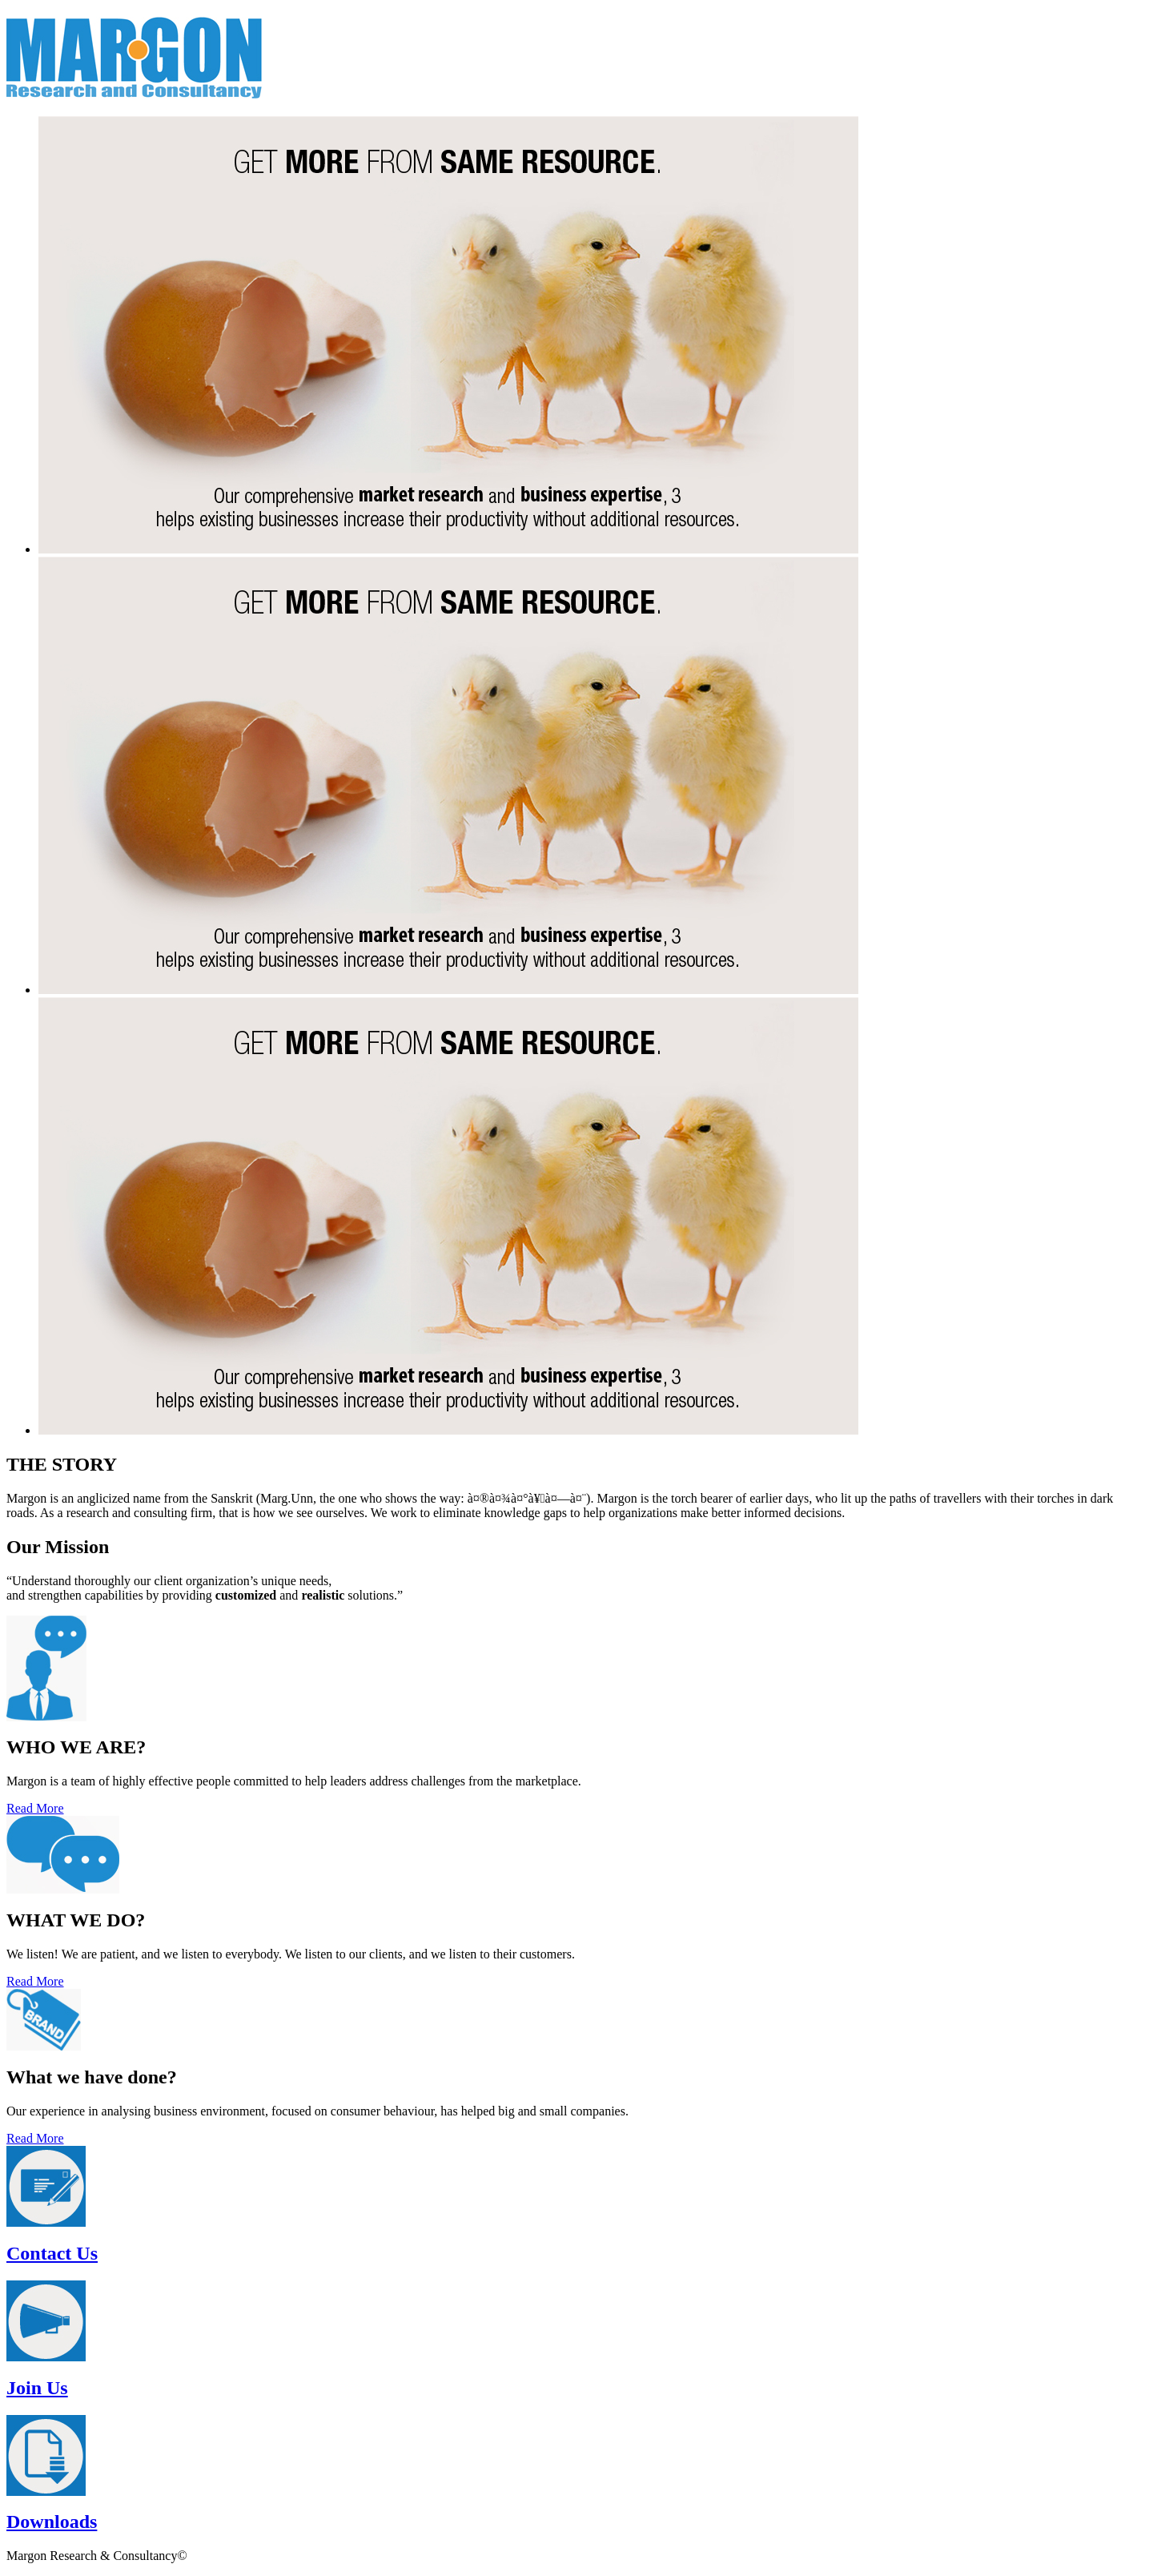 MARGON
Research and Consultancy
GET MORE FROM SAME RESOURCE.
Our comprehensive market research and business expertise, 3
helps existing businesses increase their productivity without additional resources.
GET MORE FROM SAME RESOURCE.
Our comprehensive market research and business expertise, 3
helps existing businesses increase their productivity without additional resources.
GET MORE FROM SAME RESOURCE.
Our comprehensive market research and business expertise, 3
helps existing businesses increase their productivity without additional resources.
THE STORY
Margon is an anglicized name from the Sanskrit (Marg.Unn, the one who shows the way: à¤®à¤¾à¤°à¥à¤—à¤¨). Margon is the torch bearer of earlier days, who lit up the paths of travellers with their torches in dark
roads. As a research and consulting firm, that is how we see ourselves. We work to eliminate knowledge gaps to help organizations make better informed decisions.
Our Mission
“Understand thoroughly our client organization’s unique needs,
and strengthen capabilities by providing customized and realistic solutions.”
WHO WE ARE?
Margon is a team of highly effective people committed to help leaders address challenges from the marketplace.
Read More
WHAT WE DO?
We listen! We are patient, and we listen to everybody. We listen to our clients, and we listen to their customers.
Read More
BRAND
What we have done?
Our experience in analysing business environment, focused on consumer behaviour, has helped big and small companies.
Read More
Contact Us
Join Us
Downloads
Margon Research & Consultancy©